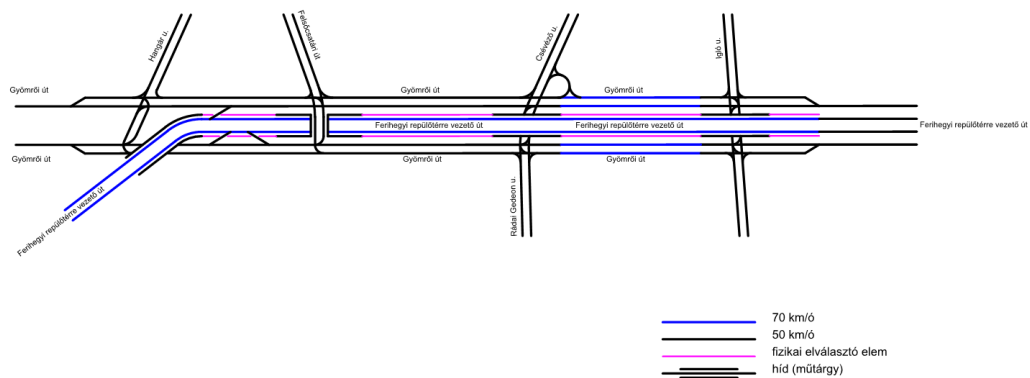 Hangár u.
Felsőcsatári út
Csévéző u.
Igló u.
Gyömrői út
Gyömrői út
Gyömrői út
Ferihegyi repülőtérre vezető út
Ferihegyi repülőtérre vezető út
Ferihegyi repülőtérre vezető út
Gyömrői út
Gyömrői út
Gyömrői út
Ferihegyi repülőtérre vezető út
Rádai Gedeon u.
70 km/ó
50 km/ó
fizikai elválasztó elem
híd (műtárgy)